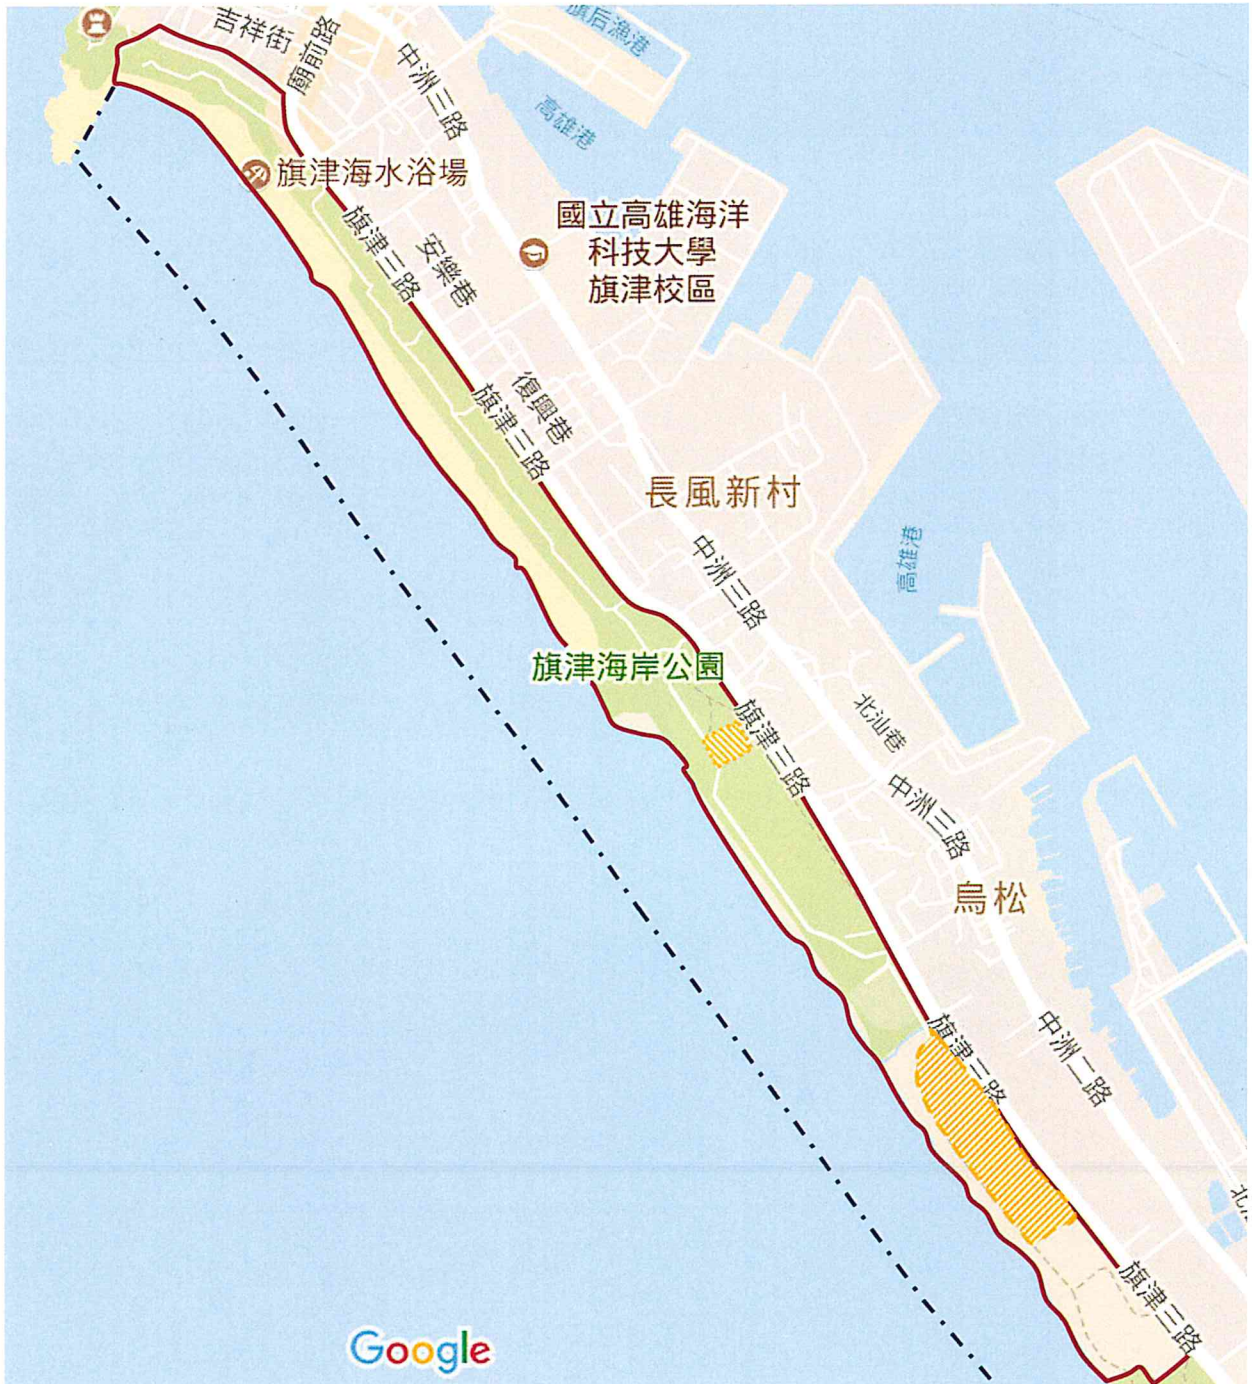 吉祥街
廟前路
中洲三路
旗后漁港
高雄港
旗津海水浴場
國立高雄海洋
科技大學
旗津校區
旗津三路
安樂巷
復興巷
旗津三路
長風新村
高雄港
中洲三路
旗津海岸公園
旗津三路
北汕巷
中洲三路
烏松
旗津三路
中洲二路
旗津三路
Google